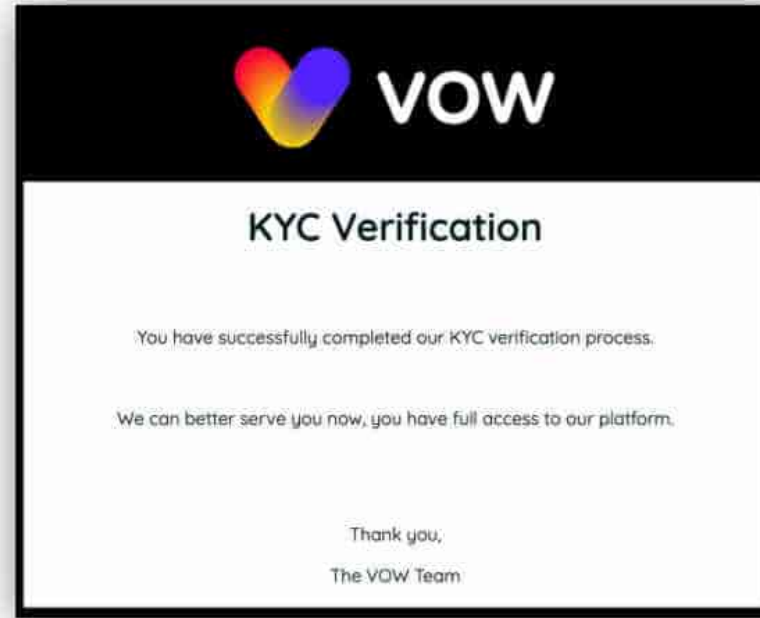 VOW
KYC Verification
You have successfully completed our KYC verification process.
We can better serve you now, you have full access to our platform.
Thank you,
The VOW Team